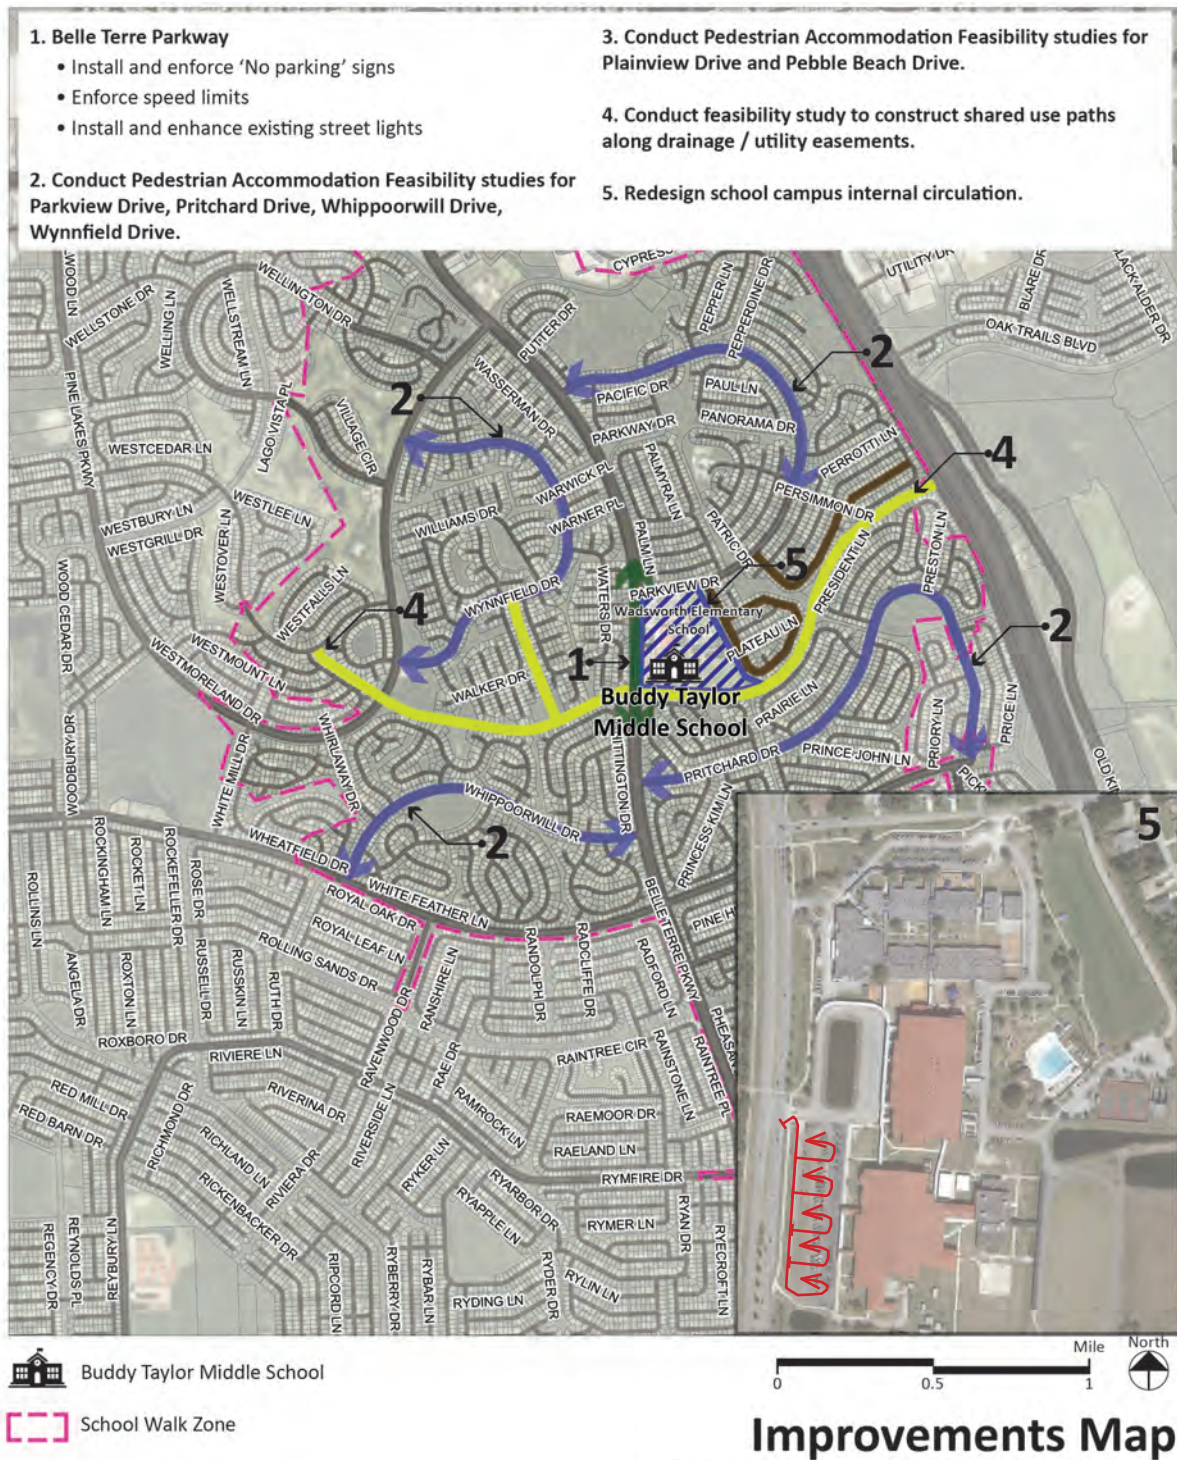 1. Belle Terre Parkway
• Install and enforce ‘No parking’ signs
• Enforce speed limits
• Install and enhance existing street lights
2. Conduct Pedestrian Accommodation Feasibility studies for
Parkview Drive, Pritchard Drive, Whippoorwill Drive,
Wynnfield Drive.
3. Conduct Pedestrian Accommodation Feasibility studies for
Plainview Drive and Pebble Beach Drive.
4. Conduct feasibility study to construct shared use paths
along drainage / utility easements.
5. Redesign school campus internal circulation.
CYPRESS
UTILITY DR
BLARE DR
BLACK ALDER DR
OAK TRAILS BLVD
WELLSTONE DR
WELLING LN
WELLSTREAM LN
WELLINGTON DR
PUTTER DR
PEPPER LN
PEPPERDINE DR
2
WASSERMAN DR
PACIFIC DR
PAUL LN
PINE LAKES PKWY
LAGO VISTA PL
VILLAGE CIR
2
PARKWAY DR
PANORAMA DR
PERROTTI LN
4
WESTCEDAR LN
WARWICK PL
PALMYRA LN
PERSIMMON DR
WESTBURY LN
WESTLEE LN
WILLIAMS DR
WARNER PL
PATRIC DR
WESTGRILL DR
WESTOVER LN
PALM LN
PRESIDENT LN
PRESTON LN
5
WOOD CEDAR DR
WESTFALLS LN
4
WYNNFIELD DR
WATERS DR
PARKVIEW DR
Wadsworth Elementary
School
PLATEAU LN
2
WESTMOUNT LN
WESTMORELAND DR
WALKER DR
1
Buddy Taylor
Middle School
PRAIRIE LN
PRIORY LN
PRICE LN
WOODBURY DR
WHITE MILL DR
WHIRLAWAY DR
WHITTINGTON DR
PRITCHARD DR
PRINCE JOHN LN
OLD KI
WHIPPOORWILL DR
2
PRINCESS KIM LN
5
WHEATFIELD DR
WHITE FEATHER LN
ROLLINS LN
ROCKINGHAM LN
ROCKET LN
ROCKEFELLER DR
ROSE DR
ROYAL OAK DR
ROYAL LEAF LN
ROLLING SANDS DR
BELLE TERRE PKWY
PINE H
ANGELA DR
ROXTON LN
RUSSELL DR
RUSSKIN LN
RUTH DR
RAVENWOOD DR
RANSHIRE LN
RANDOLPH DR
RADCLIFFE DR
RADFORD LN
PHEASAN
ROXBORO DR
RIVIERE LN
RAE DR
RAINTREE CIR
RAINSTONE LN
RAINTREE PL
RED MILL DR
RED BARN DR
RICHMOND DR
RIVERINA DR
RIVERSIDE LN
RAMROCK LN
RAEMOOR DR
RAELAND LN
RICHLAND LN
RIVIERA DR
RYKER LN
RYMFIRE DR
RICKENBACKER DR
RYAPPLE LN
RYARBOR DR
RYMER LN
RYAN DR
RYECROFT LN
REGENCY DR
REYNOLDS PL
REYBURY LN
RIPCORD LN
RYBERRY DR
RYBAR LN
RYDING LN
RYDER DR
RYLIN LN
Buddy Taylor Middle School
School Walk Zone
Mile
0
0.5
1
North
Improvements Map